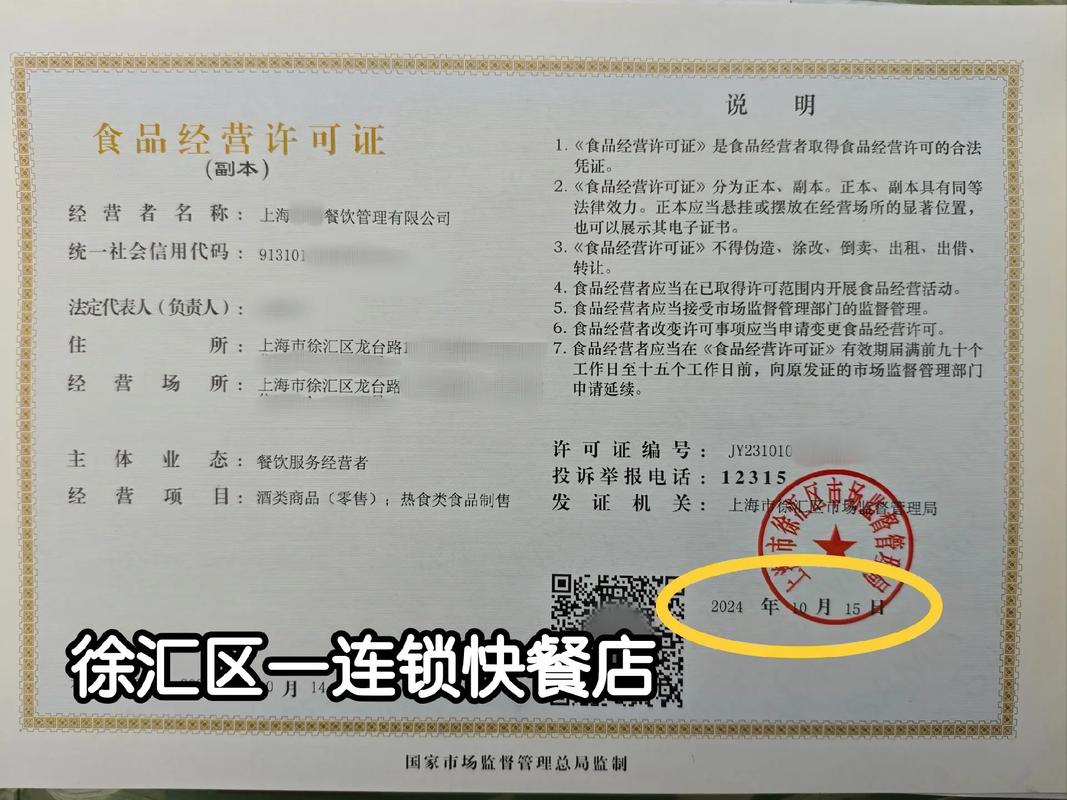 食品经营许可证
(副本)
经营者名称：上海 餐饮管理有限公司
统一社会信用代码：913101
法定代表人（负责人）：
住所：上海市徐汇区龙台路1
经营场所：上海市徐汇区龙台路
主体业态：餐饮服务经营者
经营项目：酒类商品（零售）；热食类食品制售
说明
1.《食品经营许可证》是食品经营者取得食品经营许可的合法
凭证。
2.《食品经营许可证》分为正本、副本。正本、副本具有同等
法律效力。正本应当悬挂或摆放在经营场所的显著位置，
也可以展示其电子证书。
3.《食品经营许可证》不得伪造、涂改、倒卖、出租、出借、
转让。
4.食品经营者应当在已取得许可范围内开展食品经营活动。
5.食品经营者应当接受市场监督管理部门的监督管理。
6.食品经营者改变许可事项应当申请变更食品经营许可。
7.食品经营者应当在《食品经营许可证》有效期届满前九十个
工作日至十五个工作日前，向原发证的市场监督管理部门
申请延续。
许可证编号：JY231010
投诉举报电话：12315
发证机关：上海市徐汇区市场监督管理局
上海市徐汇区市场监督管理局
2024 年 10 月 15 日
徐汇区一连锁快餐店
月 14
国家市场监督管理总局监制